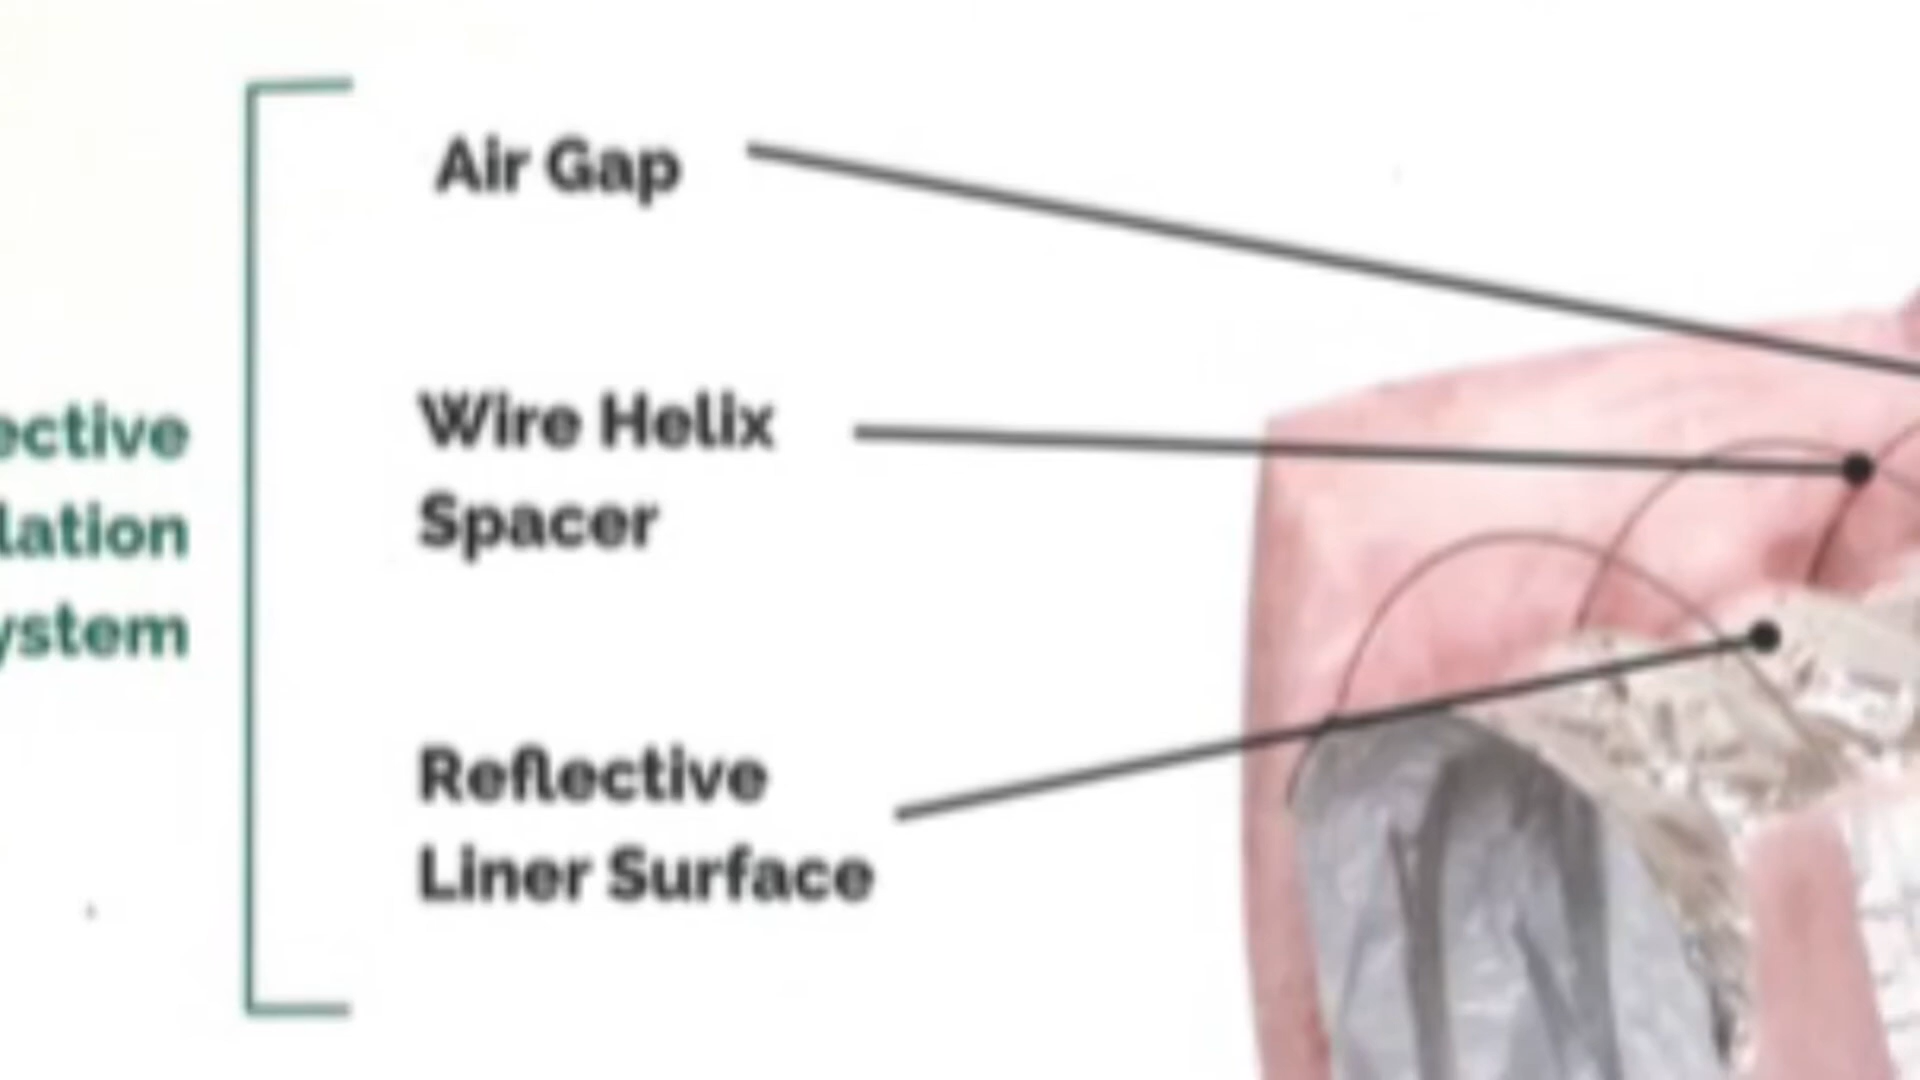 Air Gap
Wire Helix
Spacer
Reflective
Liner Surface
ective
lation
ystem